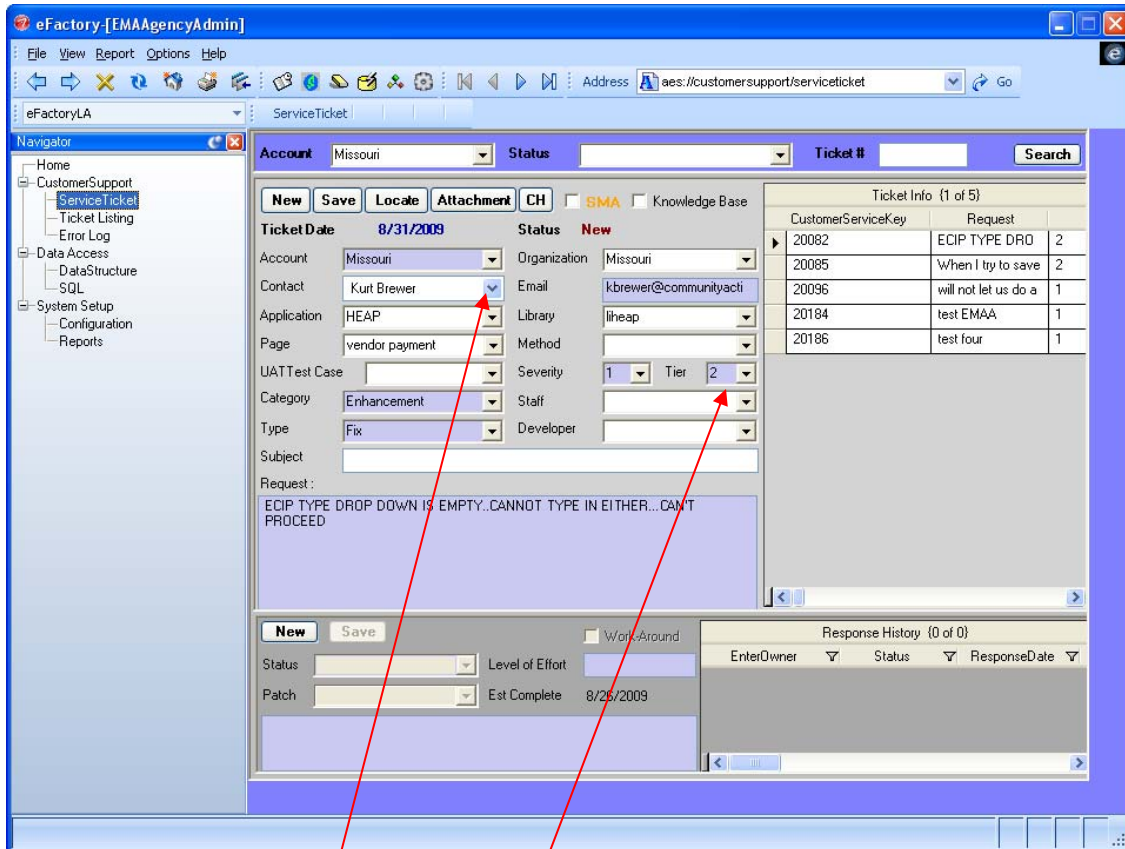 eFactory-[EMAAgencyAdmin]
File View Report Options Help
Address aes://customersupport/serviceticket Go
eFactoryLA ServiceTicket
Navigator
Home
CustomerSupport
ServiceTicket
Ticket Listing
Error Log
Data Access
DataStructure
SQL
System Setup
Configuration
Reports
Account Missouri Status Ticket # Search
New Save Locate Attachment CH SMA Knowledge Base
Ticket Date 8/31/2009 Status New
Account Missouri Organization Missouri
Contact Kurt Brewer Email kbrewer@communityacti
Application HEAP Library liheap
Page vendor payment Method
UATTest Case Severity 1 Tier 2
Category Enhancement Staff
Type Fix Developer
Subject
Request :
ECIP TYPE DROP DOWN IS EMPTY..CANNOT TYPE IN EITHER...CAN'T
PROCEED
Ticket Info {1 of 5}
CustomerServiceKey Request
20082 ECIP TYPE DRO 2
20085 When I try to save 2
20096 will not let us do a 1
20184 test EMAA 1
20186 test four 1
New Save Work-Around
Status Level of Effort
Patch Est Complete 8/26/2009
Response History {0 of 0}
EnterOwner Status ResponseDate